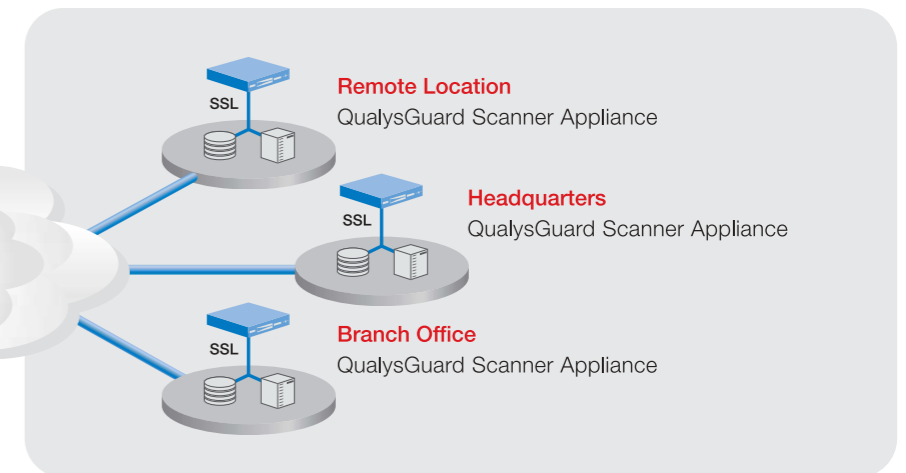 SSL
Remote Location
QualysGuard Scanner Appliance
SSL
Headquarters
QualysGuard Scanner Appliance
SSL
Branch Office
QualysGuard Scanner Appliance